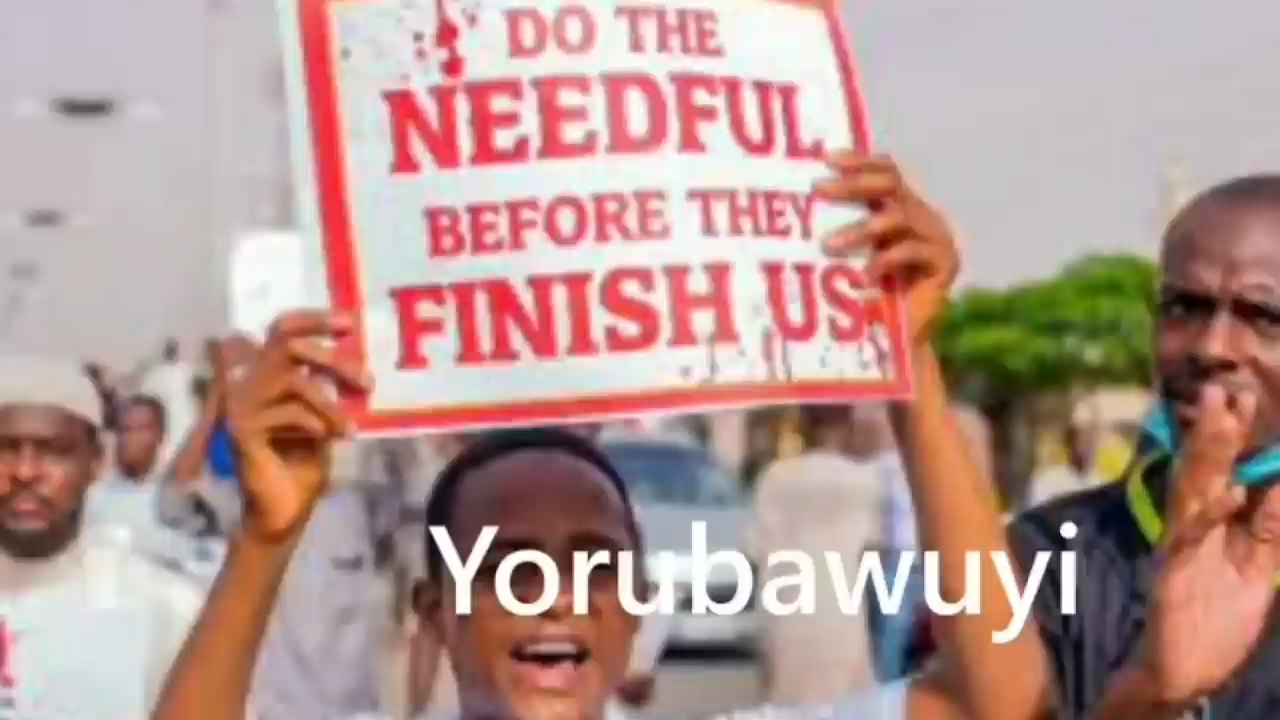 DO THE
NEEDFUL
BEFORE THEY
FINISH US
Yorubawuyi